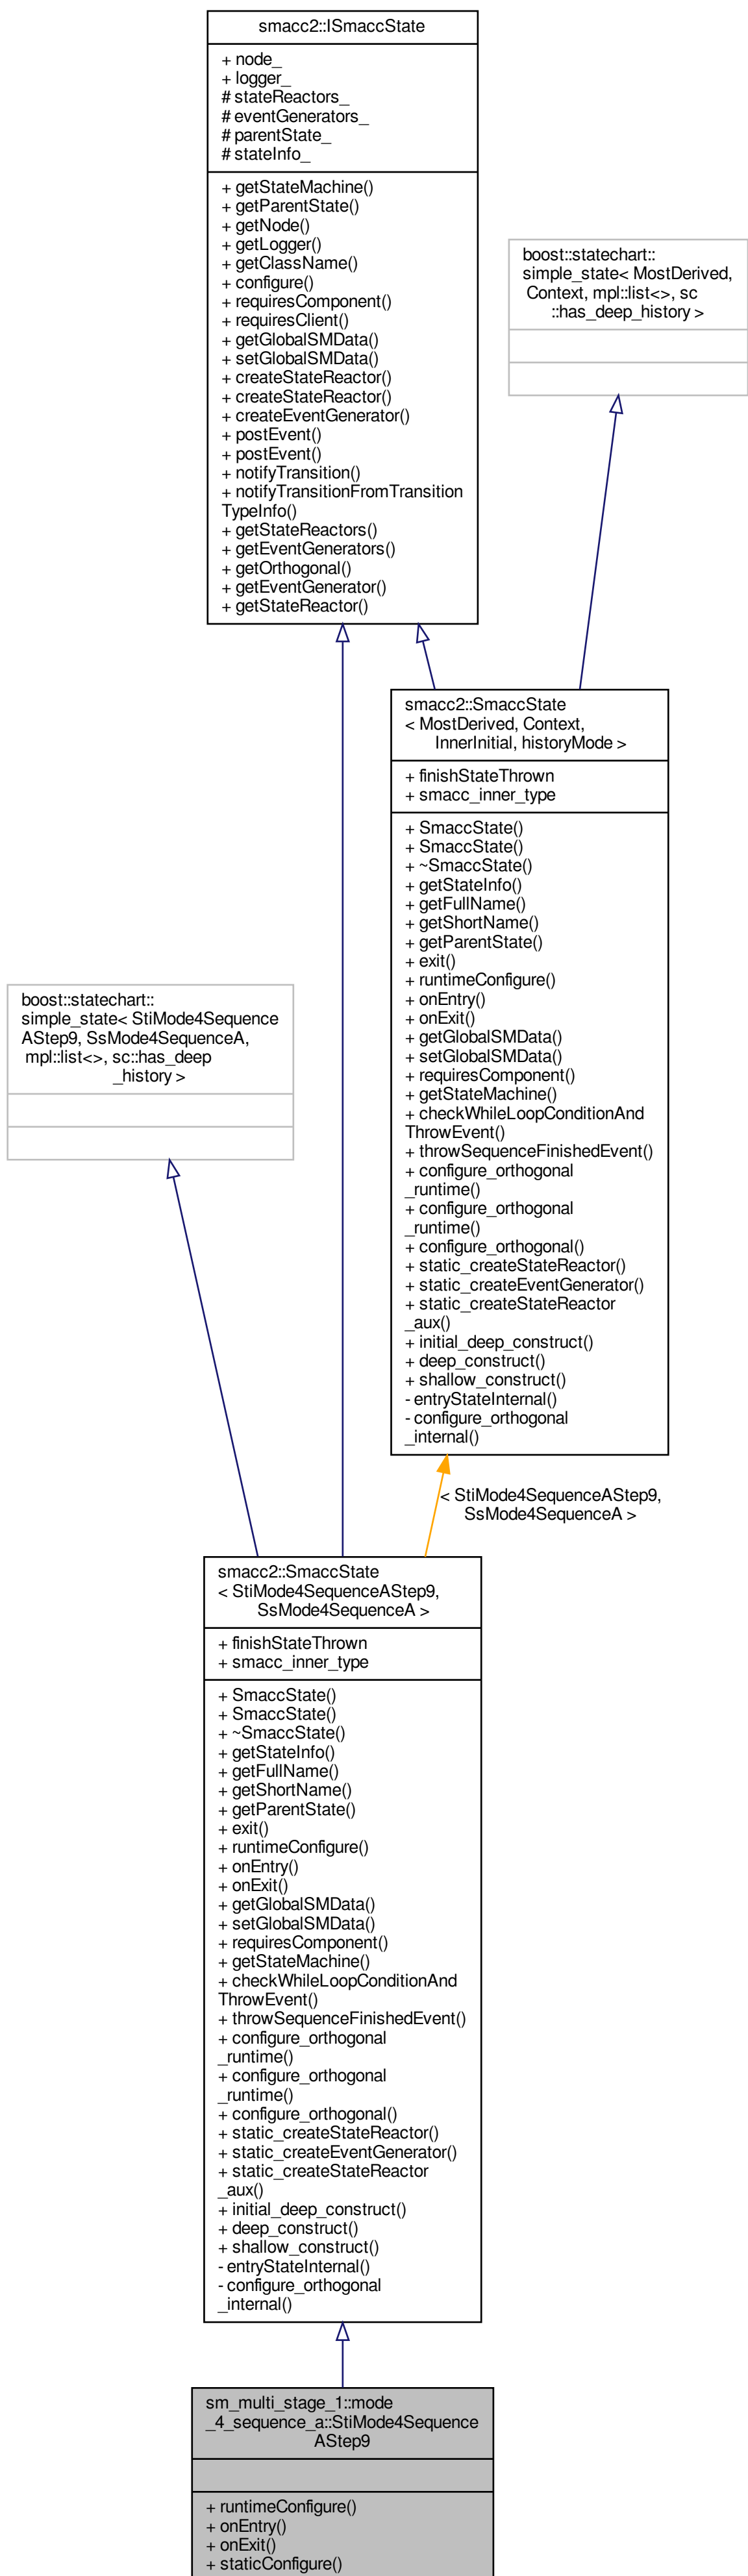 smacc2::ISmaccState
+ node_
+ logger_
# stateReactors_
# eventGenerators_
# parentState_
# stateInfo_
+ getStateMachine()
+ getParentState()
+ getNode()
+ getLogger()
+ getClassName()
+ configure()
+ requiresComponent()
+ requiresClient()
+ getGlobalSMData()
+ setGlobalSMData()
+ createStateReactor()
+ createStateReactor()
+ createEventGenerator()
+ postEvent()
+ postEvent()
+ notifyTransition()
+ notifyTransitionFromTransition
TypeInfo()
+ getStateReactors()
+ getEventGenerators()
+ getOrthogonal()
+ getEventGenerator()
+ getStateReactor()
boost::statechart::
simple_state< MostDerived,
Context, mpl::list<>, sc
::has_deep_history >
smacc2::SmaccState
< MostDerived, Context,
InnerInitial, historyMode >
+ finishStateThrown
+ smacc_inner_type
+ SmaccState()
+ SmaccState()
+ ~SmaccState()
+ getStateInfo()
+ getFullName()
+ getShortName()
+ getParentState()
+ exit()
+ runtimeConfigure()
+ onEntry()
+ onExit()
+ getGlobalSMData()
+ setGlobalSMData()
+ requiresComponent()
+ getStateMachine()
+ checkWhileLoopConditionAnd
ThrowEvent()
+ throwSequenceFinishedEvent()
+ configure_orthogonal
_runtime()
+ configure_orthogonal
_runtime()
+ configure_orthogonal()
+ static_createStateReactor()
+ static_createEventGenerator()
+ static_createStateReactor
_aux()
+ initial_deep_construct()
+ deep_construct()
+ shallow_construct()
- entryStateInternal()
- configure_orthogonal
_internal()
boost::statechart::
simple_state< StiMode4Sequence
AStep9, SsMode4SequenceA,
mpl::list<>, sc::has_deep
_history >
< StiMode4SequenceAStep9,
SsMode4SequenceA >
smacc2::SmaccState
< StiMode4SequenceAStep9,
SsMode4SequenceA >
+ finishStateThrown
+ smacc_inner_type
+ SmaccState()
+ SmaccState()
+ ~SmaccState()
+ getStateInfo()
+ getFullName()
+ getShortName()
+ getParentState()
+ exit()
+ runtimeConfigure()
+ onEntry()
+ onExit()
+ getGlobalSMData()
+ setGlobalSMData()
+ requiresComponent()
+ getStateMachine()
+ checkWhileLoopConditionAnd
ThrowEvent()
+ throwSequenceFinishedEvent()
+ configure_orthogonal
_runtime()
+ configure_orthogonal
_runtime()
+ configure_orthogonal()
+ static_createStateReactor()
+ static_createEventGenerator()
+ static_createStateReactor
_aux()
+ initial_deep_construct()
+ deep_construct()
+ shallow_construct()
- entryStateInternal()
- configure_orthogonal
_internal()
sm_multi_stage_1::mode
_4_sequence_a::StiMode4Sequence
AStep9
+ runtimeConfigure()
+ onEntry()
+ onExit()
+ staticConfigure()